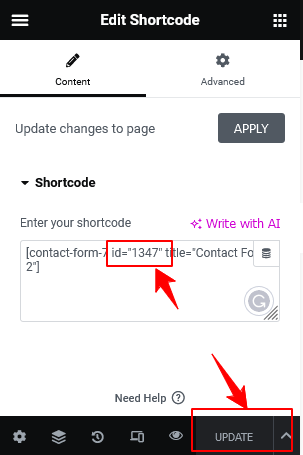 Edit Shortcode
Content
Advanced
Update changes to page
APPLY
Shortcode
Enter your shortcode
Write with AI
[contact-form-7 id="1347" title="Contact Fo
2"]
Need Help ?
UPDATE